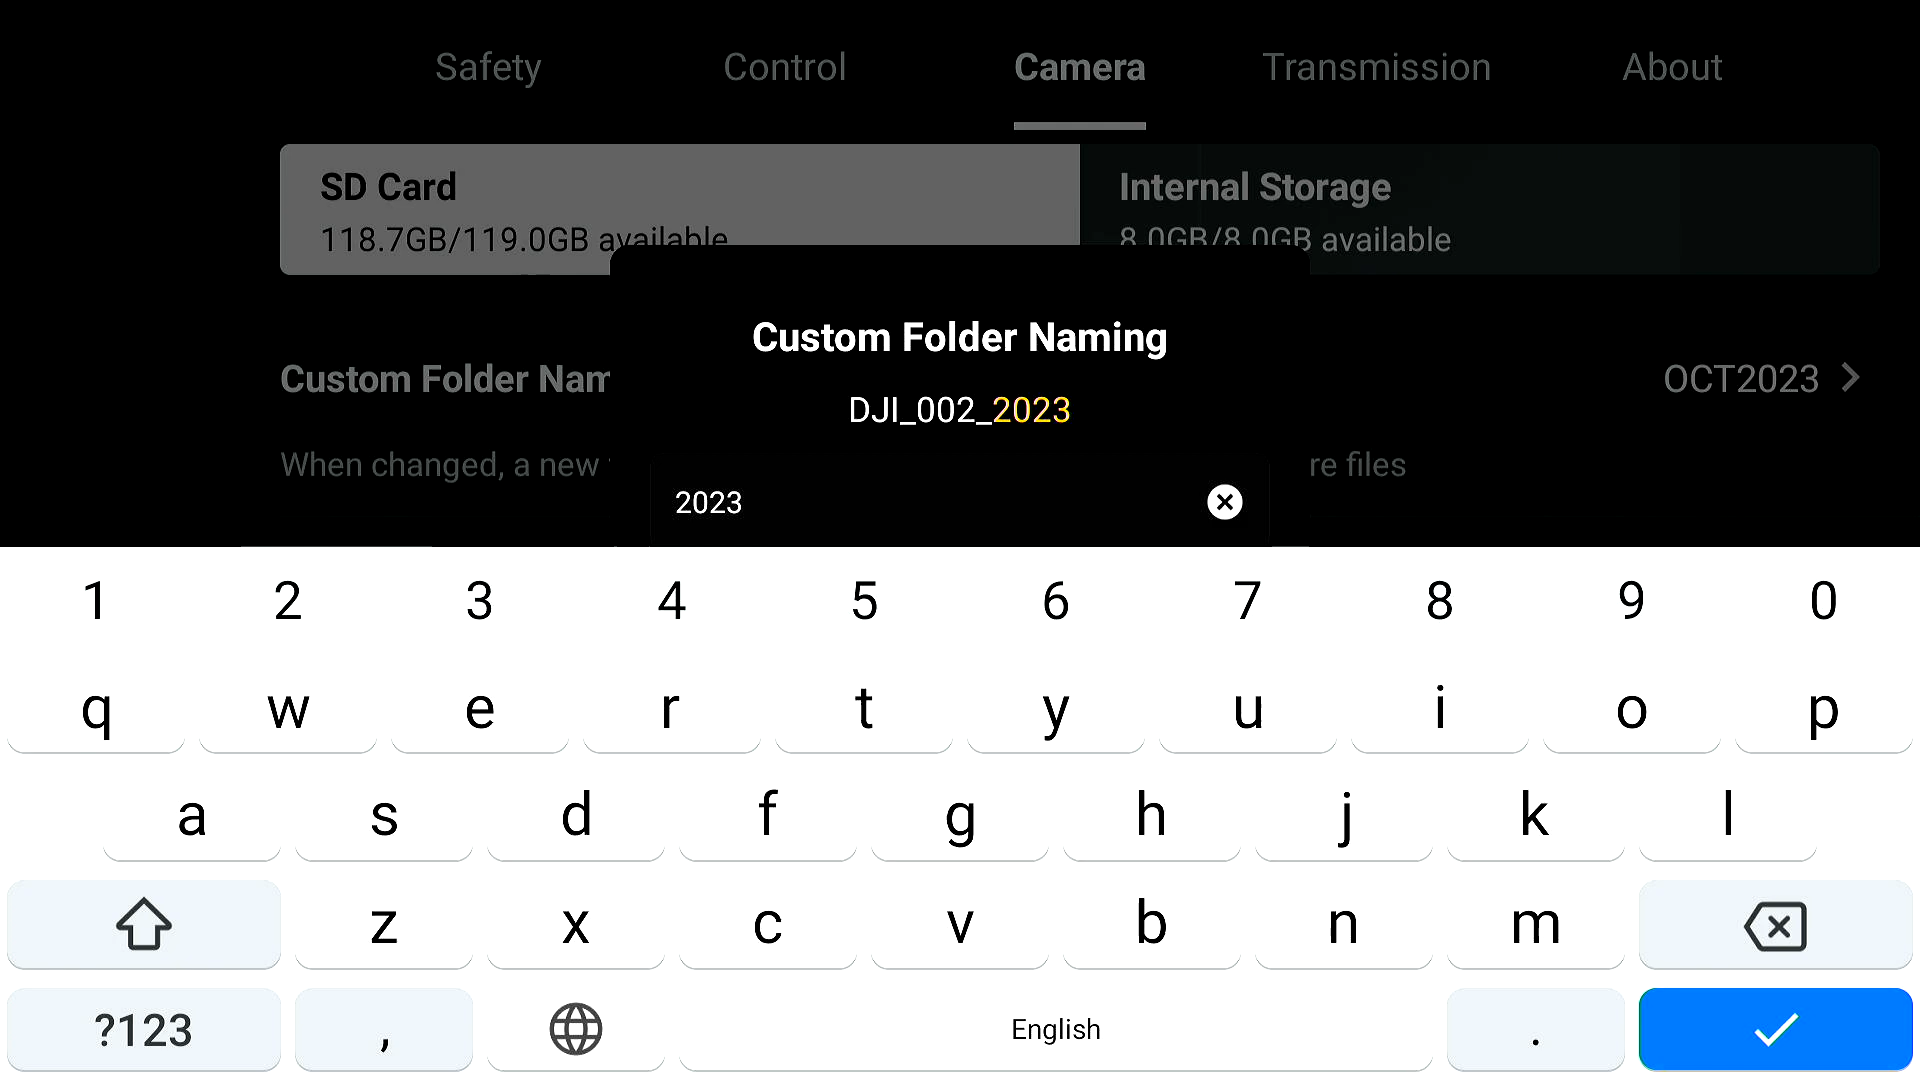 Safety Control Camera Transmission About
SD Card
118.7GB/119.0GB available
Internal Storage
8.0GB/8.0GB available
Custom Folder Naming
DJI_002_2023
Custom Folder Nam
OCT2023
When changed, a new
re files
2023
1 2 3 4 5 6 7 8 9 0
q w e r t y u i o p
a s d f g h j k l
z x c v b n m
?123 , English .